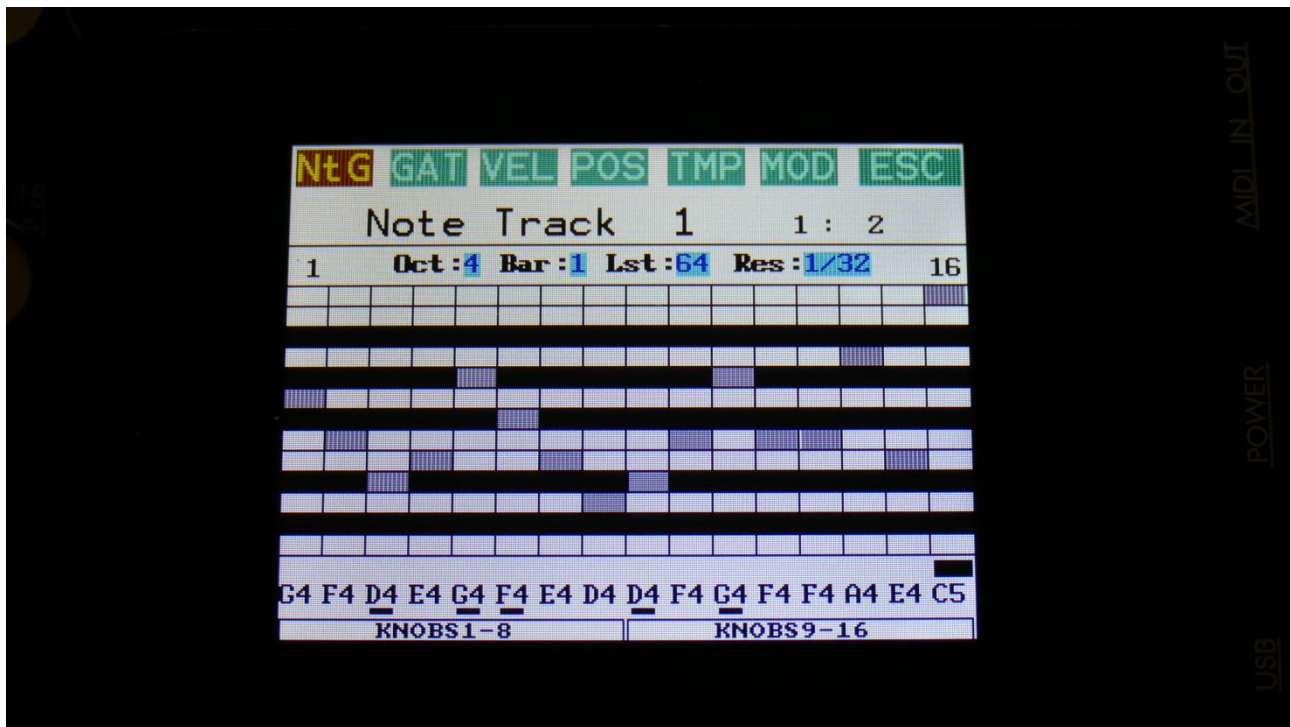 NtG GAT VEL POS TMP MOD ESC
Note Track 1 1: 2
1 Oct:4 Bar:1 Lst:64 Res:1/32 16
G4 F4 D4 E4 G4 F4 E4 D4 D4 F4 G4 F4 F4 A4 E4 C5
KNOBS1-8 KNOBS9-16
MIDI IN OUT
POWER
USB